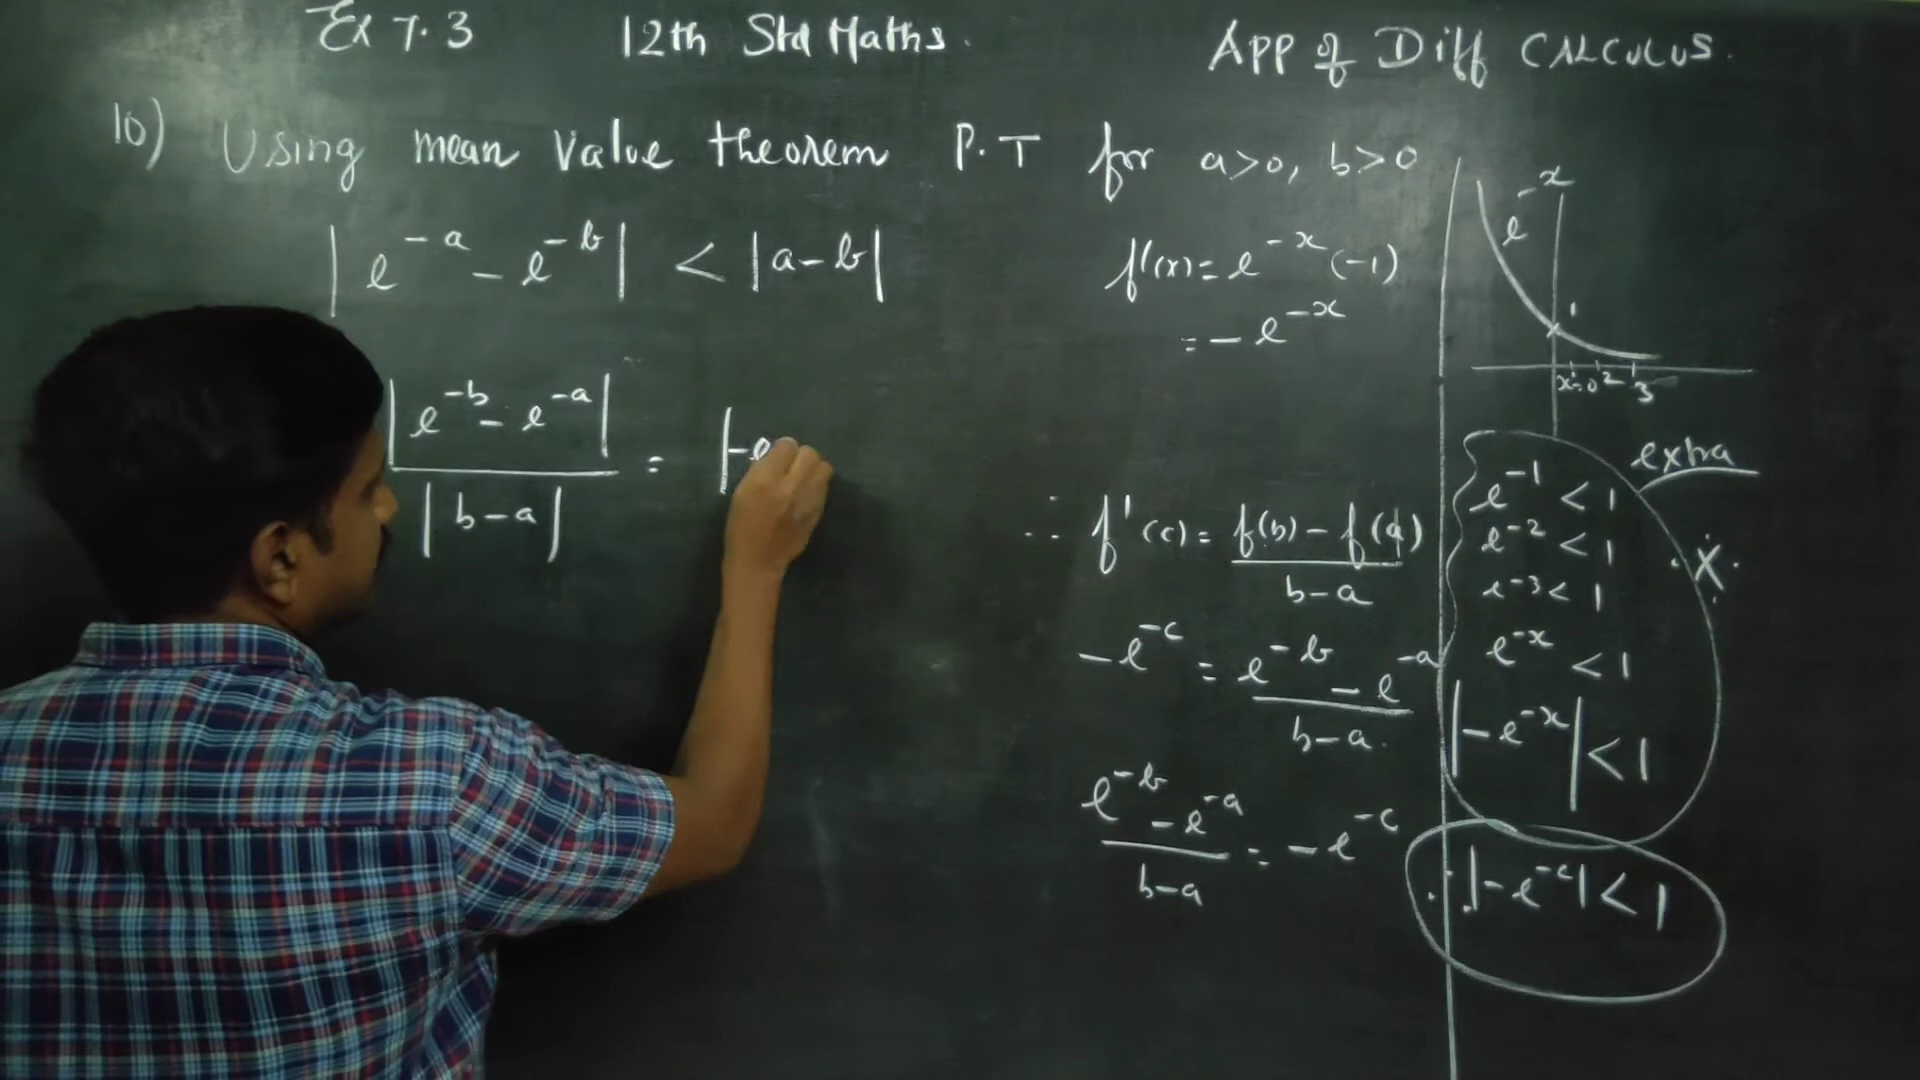 Ex 7.3 12th Std Maths. App of Diff CALCULUS.
10) Using mean value theorem P.T for a>0, b>0
|e^{-a} - e^{-b}| < |a-b|
|e^{-b} - e^{-a}| / |b-a| = |-e
f'(x) = e^{-x}(-1)
= -e^{-x}
∴ f'(c) = f(b) - f(a) / b-a
-e^{-c} = e^{-b} - e^{-a} / b-a.
e^{-b} - e^{-a} / b-a = -e^{-c}
e^{-x}
1
x=0 2 3
extra
e^{-1} < 1
e^{-2} < 1
e^{-3} < 1
e^{-x} < 1
|-e^{-x}| < 1
∴ |-e^{-c}| < 1